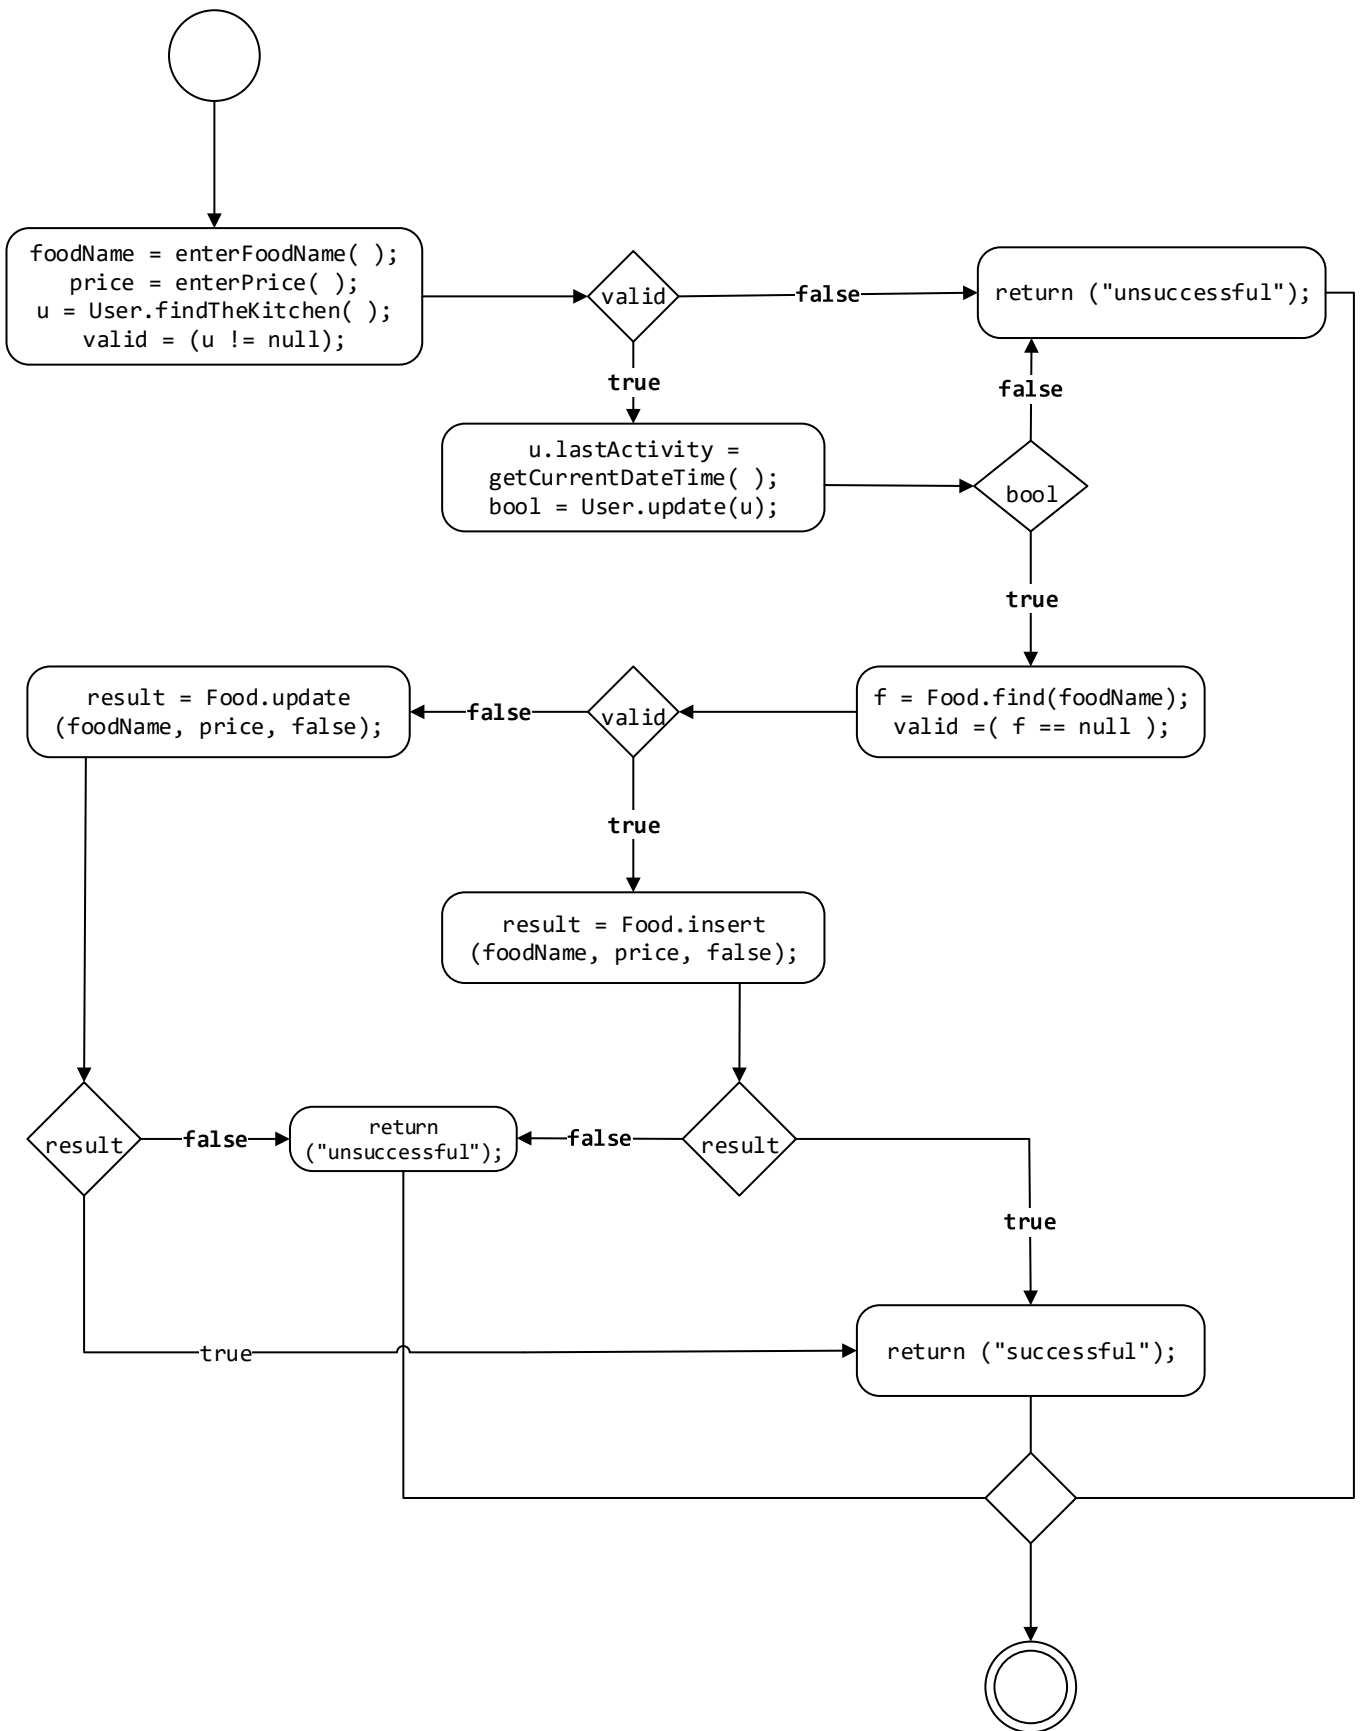 foodName = enterFoodName( );
price = enterPrice( );
u = User.findTheKitchen( );
valid = (u != null);
valid
false
return ("unsuccessful");
true
false
u.lastActivity =
getCurrentDateTime( );
bool = User.update(u);
bool
true
f = Food.find(foodName);
valid =( f == null );
valid
false
result = Food.update
(foodName, price, false);
true
result = Food.insert
(foodName, price, false);
result
false
return
("unsuccessful");
false
result
true
true
return ("successful");